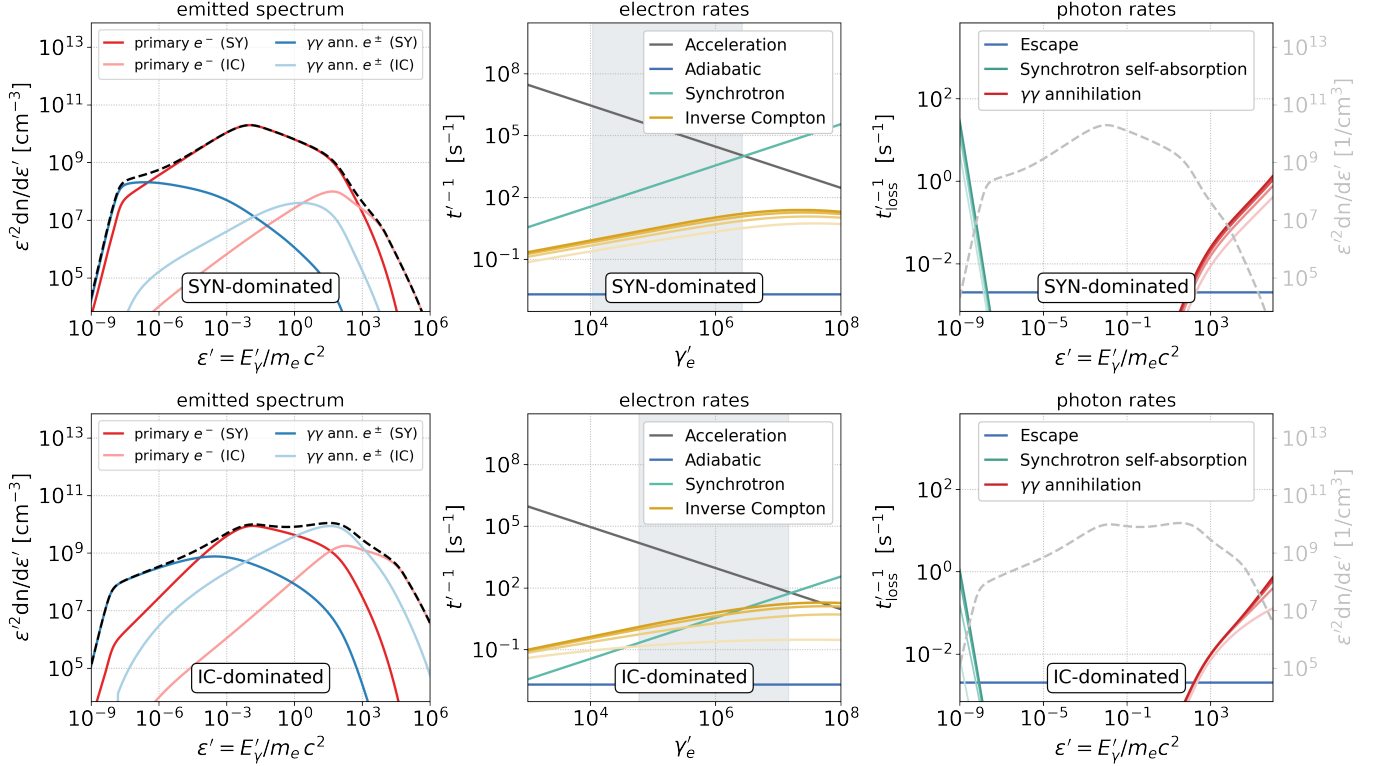 emitted spectrum
electron rates
photon rates
primary e⁻ (SY)
γγ ann. e± (SY)
primary e⁻ (IC)
γγ ann. e± (IC)
Acceleration
Adiabatic
Synchrotron
Inverse Compton
Escape
Synchrotron self-absorption
γγ annihilation
10¹³
10¹¹
10⁹
10⁷
10⁵
ε′²dn/dε′ [cm⁻³]
10⁸
10⁵
10²
10⁻¹
t′⁻¹ [s⁻¹]
10²
10⁰
10⁻²
t′⁻¹loss [s⁻¹]
10¹³
10¹¹
10⁹
10⁷
10⁵
ε′²dn/dε′ [1/cm³]
SYN-dominated
SYN-dominated
SYN-dominated
10⁻⁹ 10⁻⁶ 10⁻³ 10⁰ 10³ 10⁶
10⁴ 10⁶ 10⁸
10⁻⁹ 10⁻⁵ 10⁻¹ 10³
ε′ = E′γ/mₑc²
γ′ₑ
ε′ = E′γ/mₑc²
emitted spectrum
electron rates
photon rates
primary e⁻ (SY)
γγ ann. e± (SY)
primary e⁻ (IC)
γγ ann. e± (IC)
Acceleration
Adiabatic
Synchrotron
Inverse Compton
Escape
Synchrotron self-absorption
γγ annihilation
10¹³
10¹¹
10⁹
10⁷
10⁵
ε′²dn/dε′ [cm⁻³]
10⁸
10⁵
10²
10⁻¹
t′⁻¹ [s⁻¹]
10²
10⁰
10⁻²
t′⁻¹loss [s⁻¹]
10¹³
10¹¹
10⁹
10⁷
10⁵
ε′²dn/dε′ [1/cm³]
IC-dominated
IC-dominated
IC-dominated
10⁻⁹ 10⁻⁶ 10⁻³ 10⁰ 10³ 10⁶
10⁴ 10⁶ 10⁸
10⁻⁹ 10⁻⁵ 10⁻¹ 10³
ε′ = E′γ/mₑc²
γ′ₑ
ε′ = E′γ/mₑc²